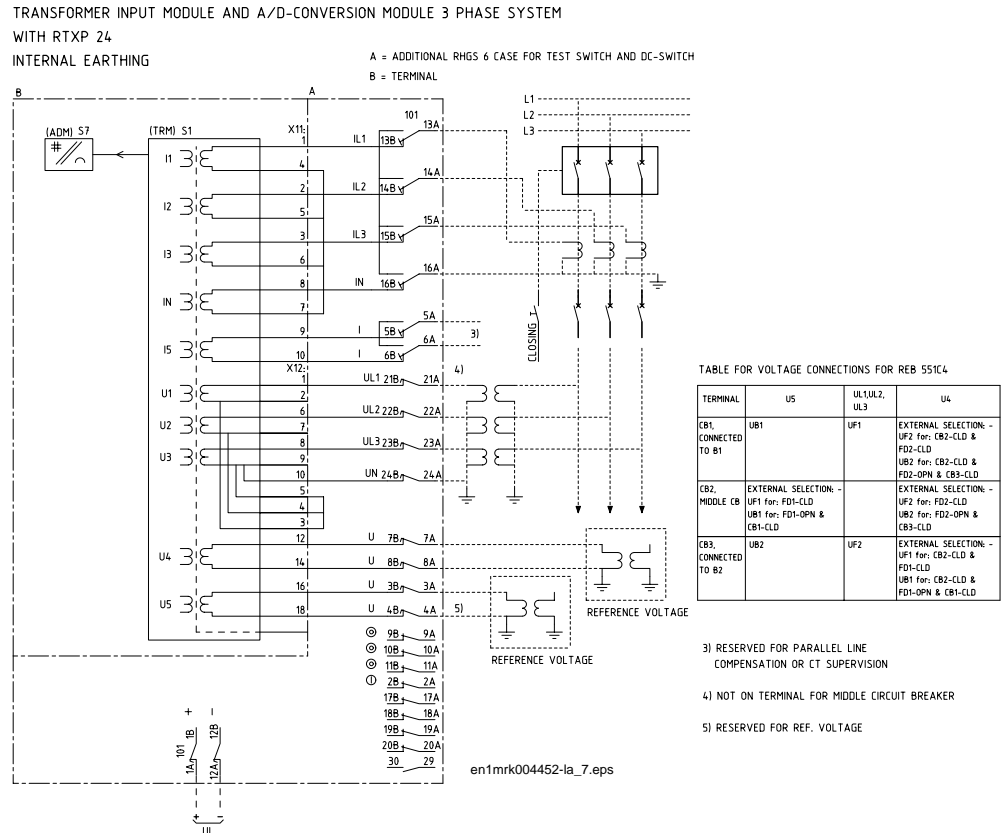 TRANSFORMER INPUT MODULE AND A/D-CONVERSION MODULE 3 PHASE SYSTEM
WITH RTXP 24
INTERNAL EARTHING
A = ADDITIONAL RHGS 6 CASE FOR TEST SWITCH AND DC-SWITCH
B = TERMINAL
B
A
L1
L2
L3
(ADM) S7
#
(TRM) S1
X11:
101
I1
1
IL1
13B
13A
4
I2
2
IL2
14B
14A
5
I3
3
IL3
15B
15A
6
IN
8
IN
16B
16A
7
I5
9
I
5B
5A
3)
10
I
6B
6A
CLOSING
X12:
4)
U1
1
UL1
21B
21A
2
U2
6
UL2
22B
22A
7
U3
8
UL3
23B
23A
9
10
UN
24B
24A
5
4
3
U4
12
U
7B
7A
14
U
8B
8A
U5
16
U
3B
3A
18
U
4B
4A
5)
REFERENCE VOLTAGE
REFERENCE VOLTAGE
9B
9A
10B
10A
11B
11A
2B
2A
17B
17A
18B
18A
19B
19A
20B
20A
30
29
+ −
101
1B
12B
1A
12A
+ -
UL
en1mrk004452-la_7.eps
TABLE FOR VOLTAGE CONNECTIONS FOR REB 551C4
TERMINAL
U5
UL1,UL2,
UL3
U4
CB1,
CONNECTED
TO B1
UB1
UF1
EXTERNAL SELECTION: -
UF2 for: CB2-CLD &
FD2-CLD
UB2 for: CB2-CLD &
FD2-OPN & CB3-CLD
CB2,
MIDDLE CB
EXTERNAL SELECTION: -
UF1 for: FD1-CLD
UB1 for: FD1-OPN &
CB1-CLD
EXTERNAL SELECTION: -
UF2 for: FD2-CLD
UB2 for: FD2-OPN &
CB3-CLD
CB3,
CONNECTED
TO B2
UB2
UF2
EXTERNAL SELECTION: -
UF1 for: CB2-CLD &
FD1-CLD
UB1 for: CB2-CLD &
FD1-OPN & CB1-CLD
3) RESERVED FOR PARALLEL LINE
COMPENSATION OR CT SUPERVISION
4) NOT ON TERMINAL FOR MIDDLE CIRCUIT BREAKER
5) RESERVED FOR REF. VOLTAGE